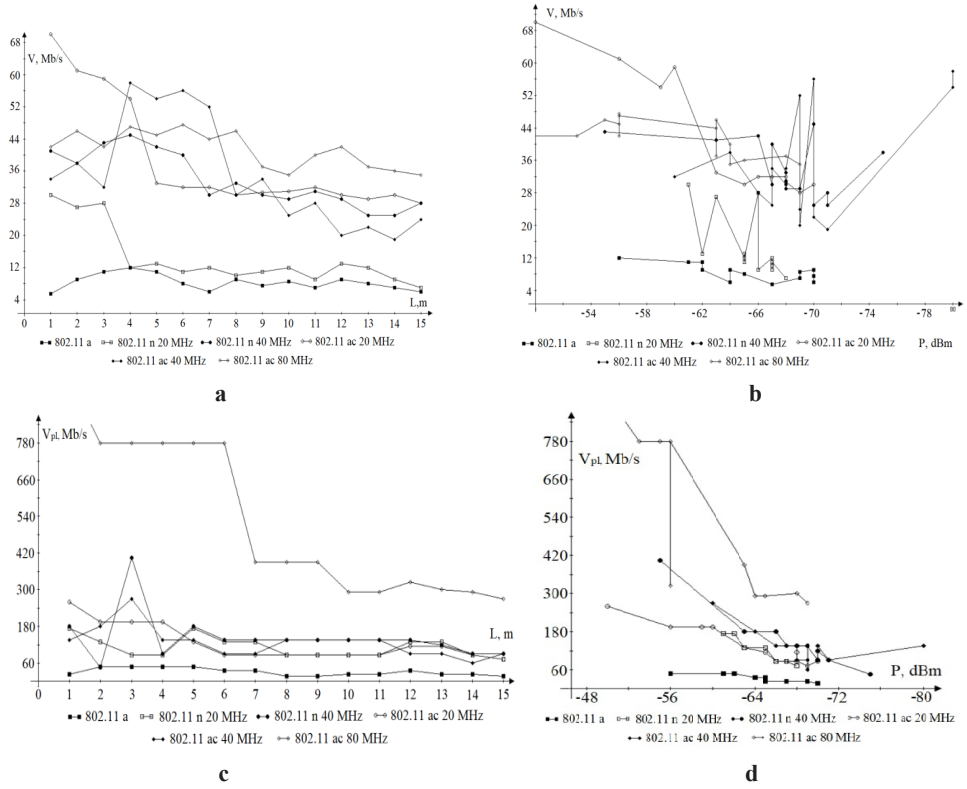 V, Mb/s
68
60
52
44
36
28
20
12
4
0
1 2 3 4 5 6 7 8 9 10 11 12 13 14 15
L,m
802.11 a 802.11 n 20 MHz 802.11 n 40 MHz 802.11 ac 20 MHz
802.11 ac 40 MHz 802.11 ac 80 MHz
a
V, Mb/s
68
60
52
44
36
28
20
12
4
-54 -62 -66 -70 -74 -78 80
802.11 a 802.11 n 20 MHz 802.11 n 40 MHz 802.11 ac 20 MHz P, dBm
802.11 ac 40 MHz 802.11 ac 80 MHz
b
Vpl, Mb/s
780
660
540
420
300
180
60
L, m
0 1 2 3 4 5 6 7 8 9 10 11 12 13 14 15
802.11 a 802.11 n 20 MHz 802.11 n 40 MHz 802.11 ac 20 MHz
802.11 ac 40 MHz 802.11 ac 80 MHz
c
780
Vpl, Mb/s
660
540
420
300
180
60
P, dBm
-48 -56 -64 -72 -80
802.11 a 802.11 n 20 MHz 802.11 n 40 MHz 802.11 ac 20 MHz
802.11 ac 40 MHz 802.11 ac 80 MHz
d